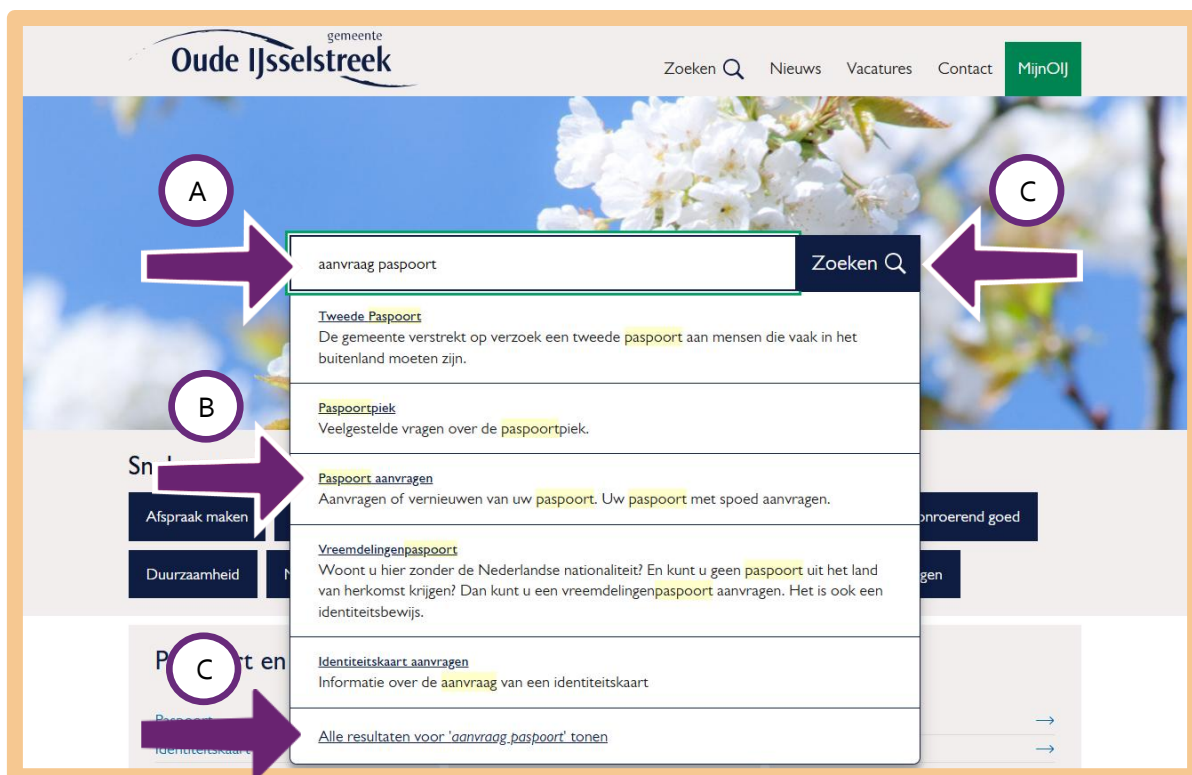 gemeente
Oude IJsselstreek
Zoeken Nieuws Vacatures Contact MijnOIJ
A
C
aanvraag paspoort
Zoeken
Tweede Paspoort
De gemeente verstrekt op verzoek een tweede paspoort aan mensen die vaak in het
buitenland moeten zijn.
B
Paspoortpiek
Veelgestelde vragen over de paspoortpiek.
Paspoort aanvragen
Aanvragen of vernieuwen van uw paspoort. Uw paspoort met spoed aanvragen.
Afspraak maken
onroerend goed
Vreemdelingenpaspoort
Woont u hier zonder de Nederlandse nationaliteit? En kunt u geen paspoort uit het land
van herkomst krijgen? Dan kunt u een vreemdelingenpaspoort aanvragen. Het is ook een
identiteitsbewijs.
Duurzaamheid
gen
C
en
Identiteitskaart aanvragen
Informatie over de aanvraag van een identiteitskaart
Alle resultaten voor 'aanvraag paspoort' tonen